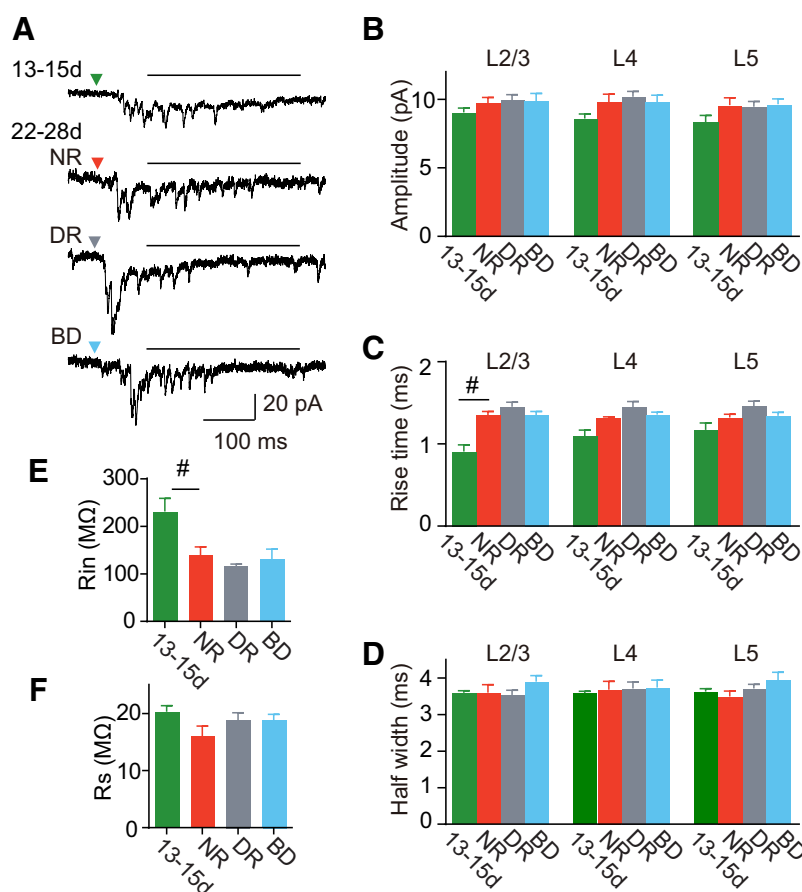 A
13-15d
22-28d
NR
DR
BD
20 pA
100 ms
B
L2/3 L4 L5
Amplitude (pA)
10
5
0
13-15d NR DR BD 13-15d NR DR BD 13-15d NR DR BD
C
L2/3 L4 L5
#
Rise time (ms)
2
1
0
13-15d NR DR BD 13-15d NR DR BD 13-15d NR DR BD
D
L2/3 L4 L5
Half width (ms)
4
3
2
1
0
13-15d NR DR BD 13-15d NR DR BD 13-15d NR DR BD
E
#
Rin (MΩ)
300
200
100
0
13-15d NR DR BD
F
Rs (MΩ)
20
10
0
13-15d NR DR BD